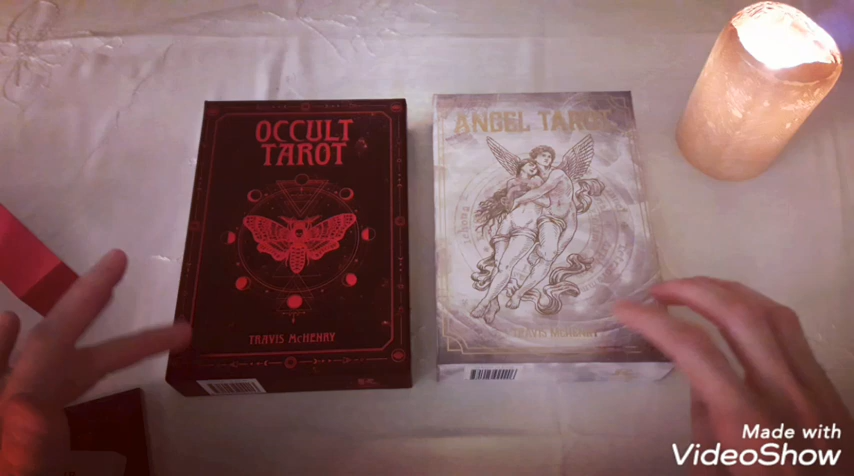 OCCULT
TAROT
TRAVIS McHENRY
ANGEL TAROT
TRAVIS McHENRY
Made with
VideoShow